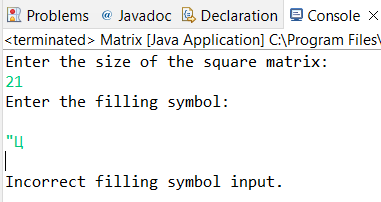 Problems @ Javadoc Declaration Console ×
<terminated> Matrix [Java Application] C:\Program Files\
Enter the size of the square matrix:
21
Enter the filling symbol:
"Ц
Incorrect filling symbol input.